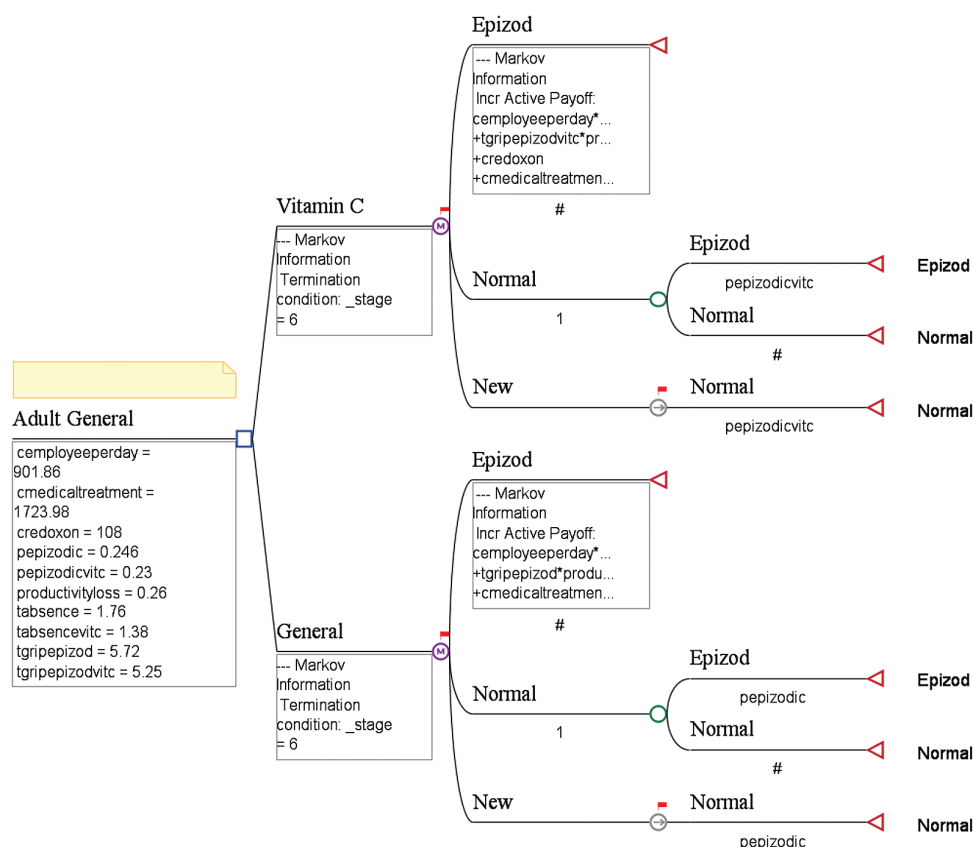 Adult General
cemployeeperday =
901.86
cmedicaltreatment =
1723.98
credoxon = 108
pepizodic = 0.246
pepizodicvitc = 0.23
productivityloss = 0.26
tabsence = 1.76
tabsencevitc = 1.38
tgripepizod = 5.72
tgripepizodvitc = 5.25
Vitamin C
--- Markov
Information
Termination
condition: _stage
= 6
M
Epizod
--- Markov
Information
Incr Active Payoff:
cemployeeperday*...
+tgripepizodvitc*pr...
+credoxon
+cmedicaltreatmen...
#
Normal
1
Epizod
pepizodicvitc
Epizod
Normal
#
Normal
New
Normal
pepizodicvitc
Normal
General
--- Markov
Information
Termination
condition: _stage
= 6
M
Epizod
--- Markov
Information
Incr Active Payoff:
cemployeeperday*...
+tgripepizod*produ...
+cmedicaltreatmen...
#
Normal
1
Epizod
pepizodic
Epizod
Normal
#
Normal
New
Normal
pepizodic
Normal